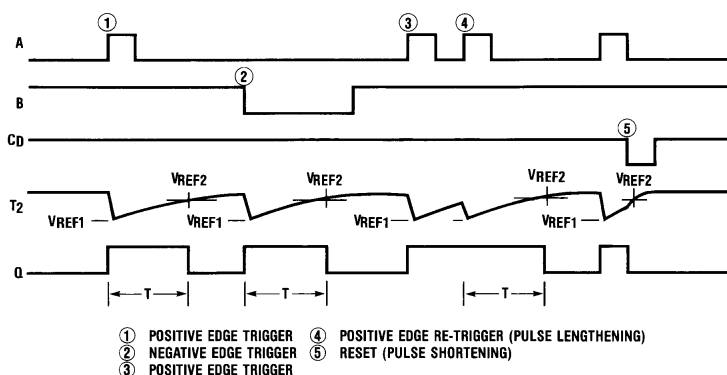 ① ③ ④
A
②
B
CD ⑤
VREF2 VREF2 VREF2 VREF2
T2
VREF1 VREF1 VREF1 VREF1
Q
T T T
① POSITIVE EDGE TRIGGER ④ POSITIVE EDGE RE-TRIGGER (PULSE LENGTHENING)
② NEGATIVE EDGE TRIGGER ⑤ RESET (PULSE SHORTENING)
③ POSITIVE EDGE TRIGGER